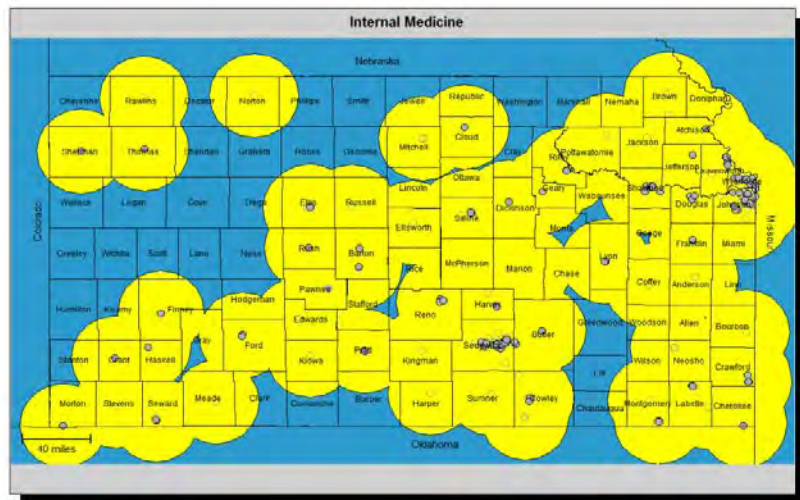 Internal Medicine
Nebraska
Cheyenne Rawlins Decatur Norton Phillips Smith Jewell Republic Washington Marshall Nemaha Brown Doniphan
Atchison
Sherman Thomas Sheridan Graham Rooks Osborne Mitchell Cloud Clay Riley Pottawatomie Jackson Jefferson Leavenworth
Wallace Logan Gove Trego Ellis Russell Lincoln Ottawa Dickinson Geary Wabaunsee Shawnee Douglas Johnson
Colorado
Missouri
Ellsworth Saline Morris Osage Franklin Miami
Greeley Wichita Scott Lane Ness Rush Barton Rice McPherson Marion Chase Lyon Coffey Anderson Linn
Hamilton Kearny Finney Hodgeman Pawnee Stafford Reno Harvey Greenwood Woodson Allen Bourbon
Stanton Grant Haskell Gray Ford Edwards Kiowa Pratt Kingman Butler Elk Wilson Neosho Crawford
Morton Stevens Seward Meade Clark Comanche Barber Harper Sumner Cowley Chautauqua Montgomery Labette Cherokee
40 miles
Oklahoma